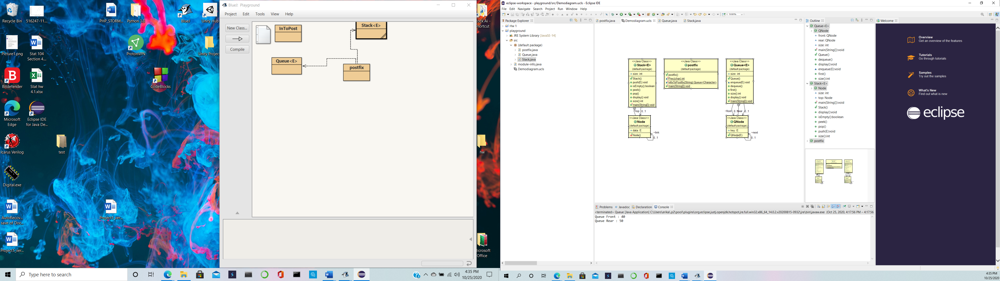 Recycle Bin
516247-11....
PHP_STORM...
Python 3.8
BlueJ
Unity Hub
Picture1.png
Stat 104
Section 4....
ProtonVPN
Unity Project
Bitdefender
Stat hw
4.1.xlsx
CodeBlocks
Microsoft
Edge
Eclipse IDE
for Java De...
Icarus Verilog
test
Digital.exe
AutoRecov...
save of Doc...
Project1_ver...
Project1_ver...
BlueJ: Playground
Project Edit Tools View Help
New Class...
Compile
InToPost
Stack<E>
Queue<E>
postfix
ock Ai -
hortcut
hw
icrosoft
Office
Type here to search
4:35 PM
10/25/2020
eclipse-workspace - playground/src/Demodiagram.ucls - Eclipse IDE
File Edit Navigate Search Project Run Window Help
100%
Package Explorer
Hw 1
playground
JRE System Library [JavaSE-14]
src
(default package)
postfix.java
Queue.java
Stack.java
module-info.java
Demodiagram.ucls
postfix.java Demodiagram.ucls Queue.java Stack.java
<<Java Class>>
Stack<E>
(default package)
size: int
Stack()
push(E):void
isEmpty():boolean
peek()
pop()
display():void
size():int
main(String[]):void
~top 0..1
<<Java Class>>
Node
(default package)
data: E
Node()
~link
0..1
<<Java Class>>
postfix
(default package)
postfix()
Prec(char):int
infixToPostfix(String):Queue<Character>
main(String[]):void
<<Java Class>>
Queue<E>
(default package)
size: int
Queue()
enqueue(E):void
dequeue()
first()
size():int
display():void
main(String[]):void
~front 0..1 ~rear 0..1
<<Java Class>>
QNode
(default package)
key: E
QNode(E)
~next
0..1
Outline
Queue<E>
QNode
front: QNode
rear: QNode
size: int
main(String[]):void
Queue()
dequeue()
display():void
enqueue(E):void
first()
size():int
Stack<E>
Node
size: int
top: Node
main(String[]):void
Stack()
display():void
isEmpty():boolean
peek()
pop()
push(E):void
size():int
postfix
Welcome
Overview
Get an overview of the features
Tutorials
Go through tutorials
Samples
Try out the samples
What's New
Find out what is new
eclipse
Problems Javadoc Declaration Console
<terminated> Queue [Java Application] C:\Users\erika\.p2\pool\plugins\org.eclipse.justj.openjdk.hotspot.jre.full.win32.x86_64_14.0.2.v20200815-0932\jre\bin\javaw.exe (Oct 25, 2020, 4:17:56 PM – 4:17:56
Queue Front : 40
Queue Rear : 50
4:35 PM
10/25/2020